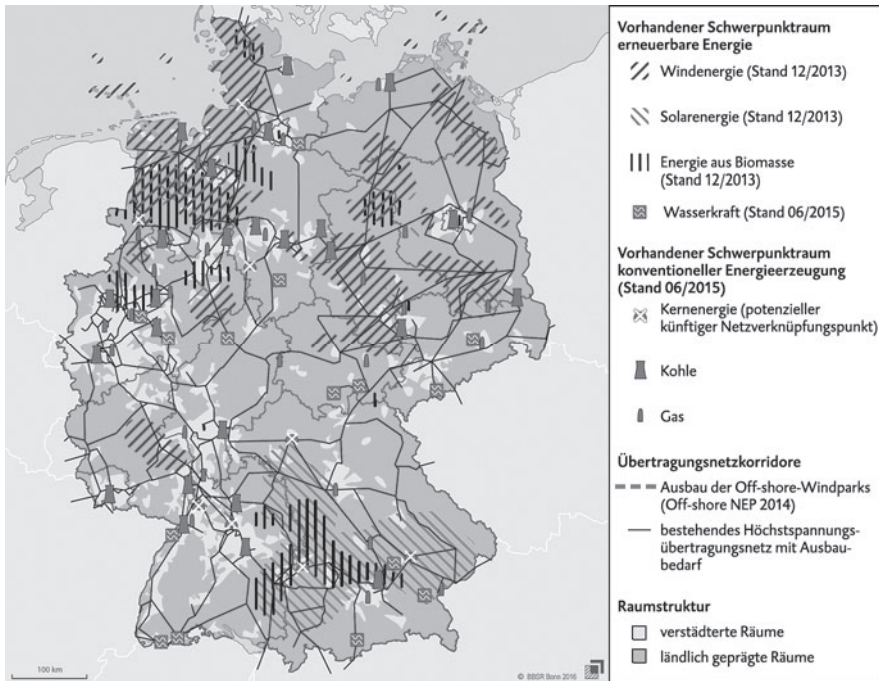 Vorhandener Schwerpunktraum
erneuerbare Energie
Windenergie (Stand 12/2013)
Solarenergie (Stand 12/2013)
Energie aus Biomasse
(Stand 12/2013)
Wasserkraft (Stand 06/2015)
Vorhandener Schwerpunktraum
konventioneller Energieerzeugung
(Stand 06/2015)
Kernenergie (potenzieller
künftiger Netzverknüpfungspunkt)
Kohle
Gas
Übertragungsnetzkorridore
Ausbau der Off-shore-Windparks
(Off-shore NEP 2014)
bestehendes Höchstspannungs-
übertragungsnetz mit Ausbau-
bedarf
Raumstruktur
verstädterte Räume
ländlich geprägte Räume
100 km
© BBSR Bonn 2016